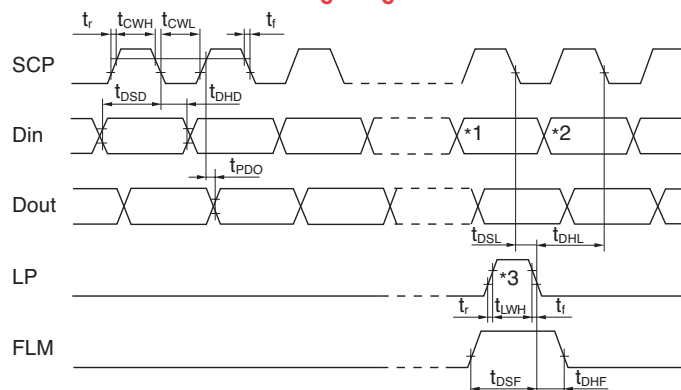 tr tCWH tCWL tf
SCP
tDSD tDHD
Din *1 *2
tPDO
Dout
tDSL tDHL
LP *3
tr tLWH tf
FLM
tDSF tDHF